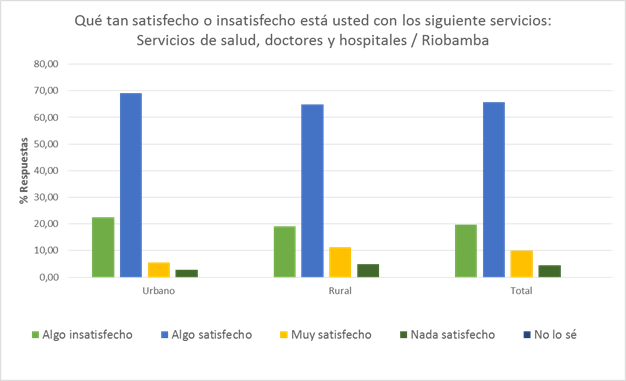 Qué tan satisfecho o insatisfecho está usted con los siguiente servicios:
Servicios de salud, doctores y hospitales / Riobamba
80,00
70,00
60,00
50,00
40,00
30,00
20,00
10,00
0,00
% Respuestas
Urbano Rural Total
Algo insatisfecho Algo satisfecho Muy satisfecho Nada satisfecho No lo sé